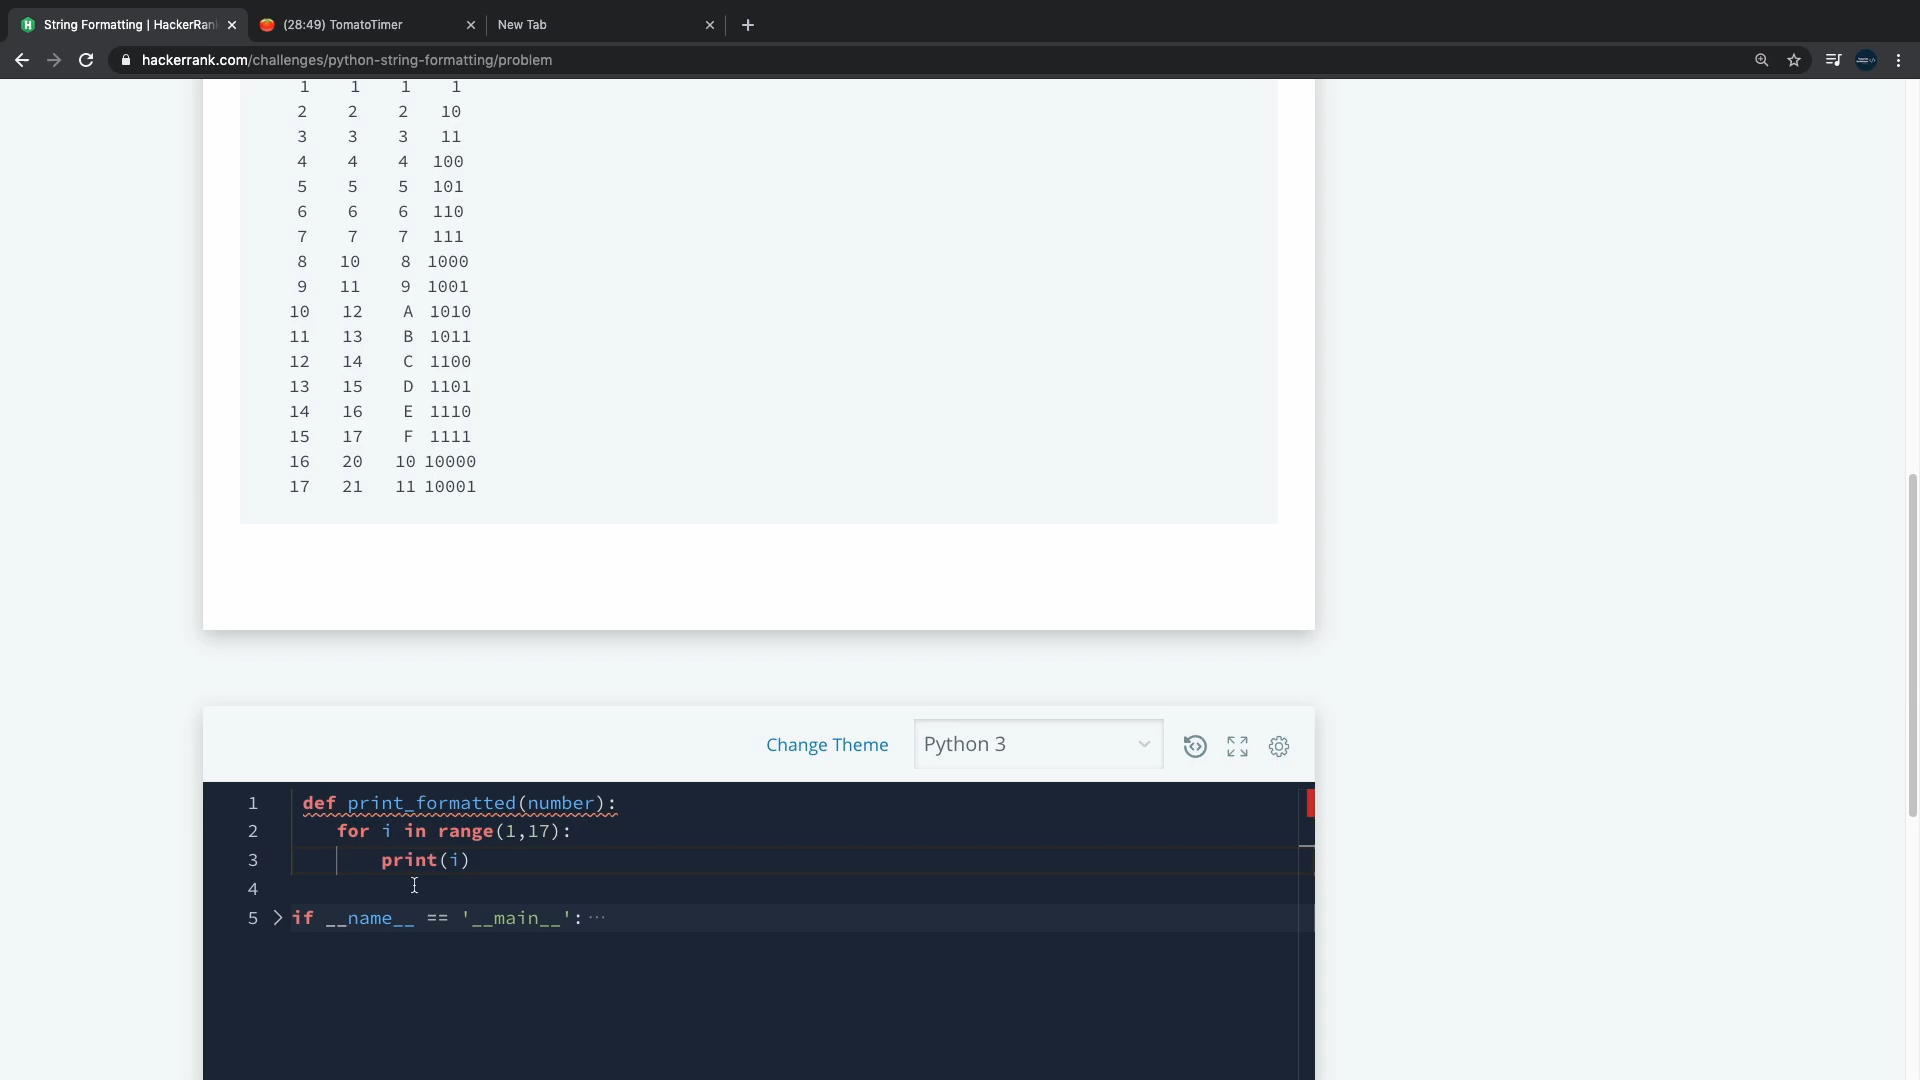 String Formatting | HackerRan
(28:49) TomatoTimer
New Tab
hackerrank.com/challenges/python-string-formatting/problem
1 1 1 1
2 2 2 10
3 3 3 11
4 4 4 100
5 5 5 101
6 6 6 110
7 7 7 111
8 10 8 1000
9 11 9 1001
10 12 A 1010
11 13 B 1011
12 14 C 1100
13 15 D 1101
14 16 E 1110
15 17 F 1111
16 20 10 10000
17 21 11 10001
Change Theme
Python 3
1 def print_formatted(number):
2 for i in range(1,17):
3 print(i)
4
5 if __name__ == '__main__':···